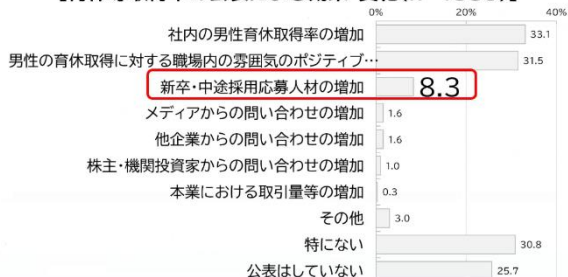 0%
20%
40%
社内の男性育休取得率の増加 33.1
男性の育休取得に対する職場内の雰囲気のポジティブ… 31.5
新卒・中途採用応募人材の増加 8.3
メディアからの問い合わせの増加 1.6
他企業からの問い合わせの増加 1.6
株主・機関投資家からの問い合わせの増加 1.0
本業における取引量等の増加 0.3
その他 3.0
特にない 30.8
公表はしていない 25.7